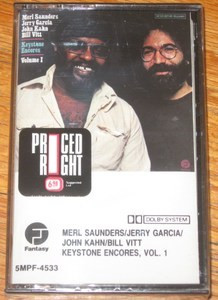 Merl Saunders
Jerry Garcia
John Kahn
Bill Vitt
Keystone
Encores
Volume I
PRICED
RIGHT
DOLBY SYSTEM
Fantasy
5MPF-4533
MERL SAUNDERS/JERRY GARCIA/
JOHN KAHN/BILL VITT
KEYSTONE ENCORES, VOL. 1